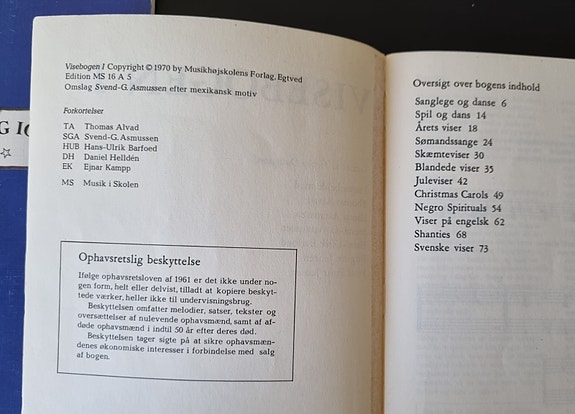 Visebogen I Copyright © 1970 by Musikhøjskolens Forlag, Egtved
Edition MS 16 A 5
Omslag Svend-G. Asmussen efter mexikansk motiv
Forkortelser
TA Thomas Alvad
SGA Svend-G. Asmussen
HUB Hans-Ulrik Barfoed
DH Daniel Helldén
EK Ejnar Kampp
MS Musik i Skolen
Ophavsretslig beskyttelse
Ifølge ophavsretsloven af 1961 er det ikke under no-
gen form, helt eller delvist, tilladt at kopiere beskyt-
tede værker, heller ikke til undervisningsbrug.
Beskyttelsen omfatter melodier, satser, tekster og
oversættelser af nulevende ophavsmænd, samt af af-
døde ophavsmænd i indtil 50 år efter deres død.
Beskyttelsen tager sigte på at sikre ophavsmæn-
denes økonomiske interesser i forbindelse med salg
af bogen.
Oversigt over bogens indhold
Sanglege og danse 6
Spil og dans 14
Årets viser 18
Sømandssange 24
Skæmteviser 30
Blandede viser 35
Juleviser 42
Christmas Carols 49
Negro Spirituals 54
Viser på engelsk 62
Shanties 68
Svenske viser 73